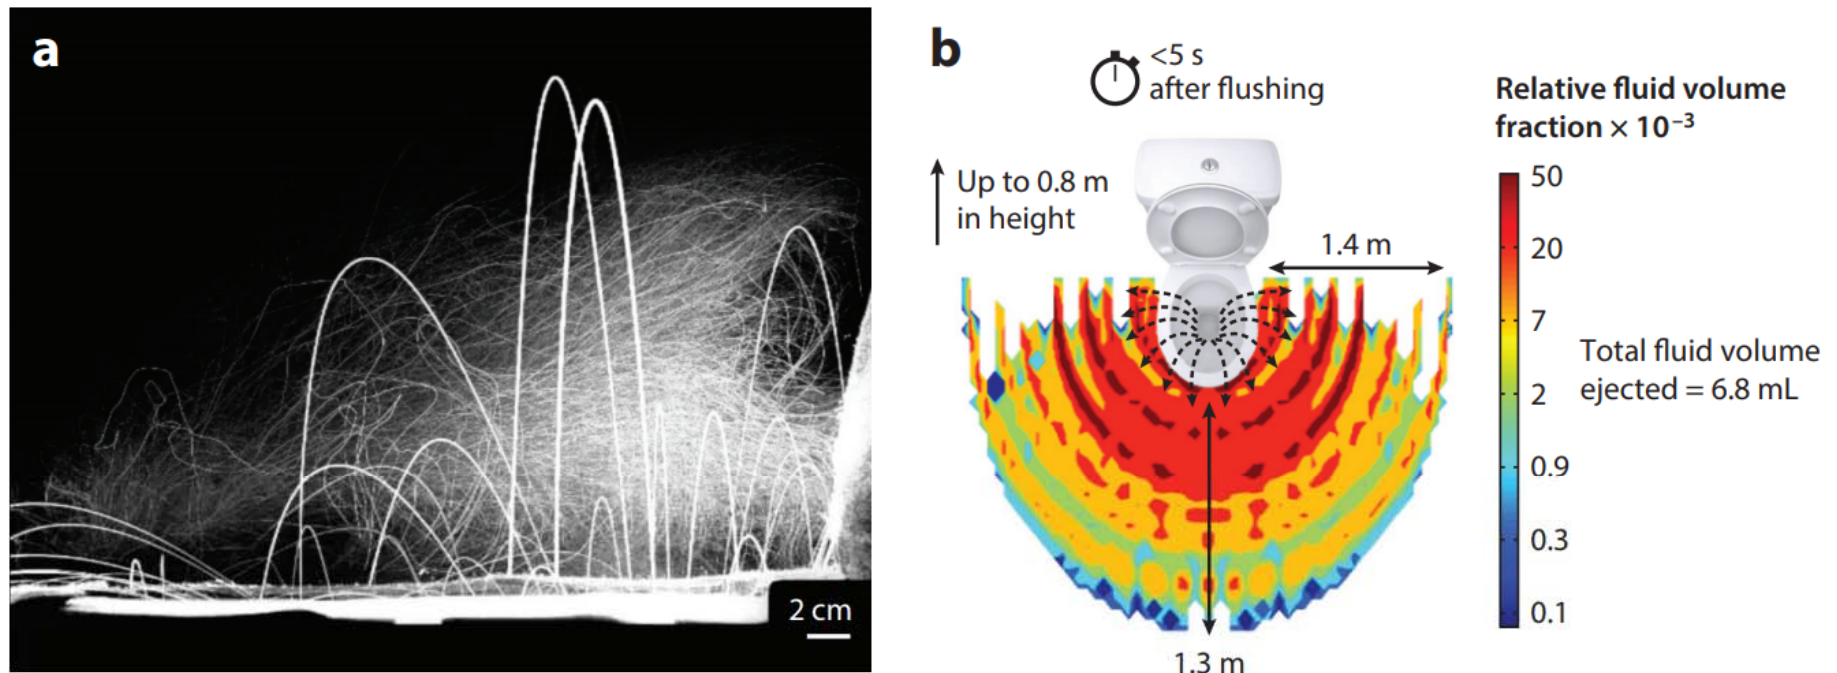 a
2 cm
b
<5 s
after flushing
Up to 0.8 m
in height
1.4 m
1.3 m
Relative fluid volume
fraction × 10⁻³
50
20
7
2
0.9
0.3
0.1
Total fluid volume
ejected = 6.8 mL